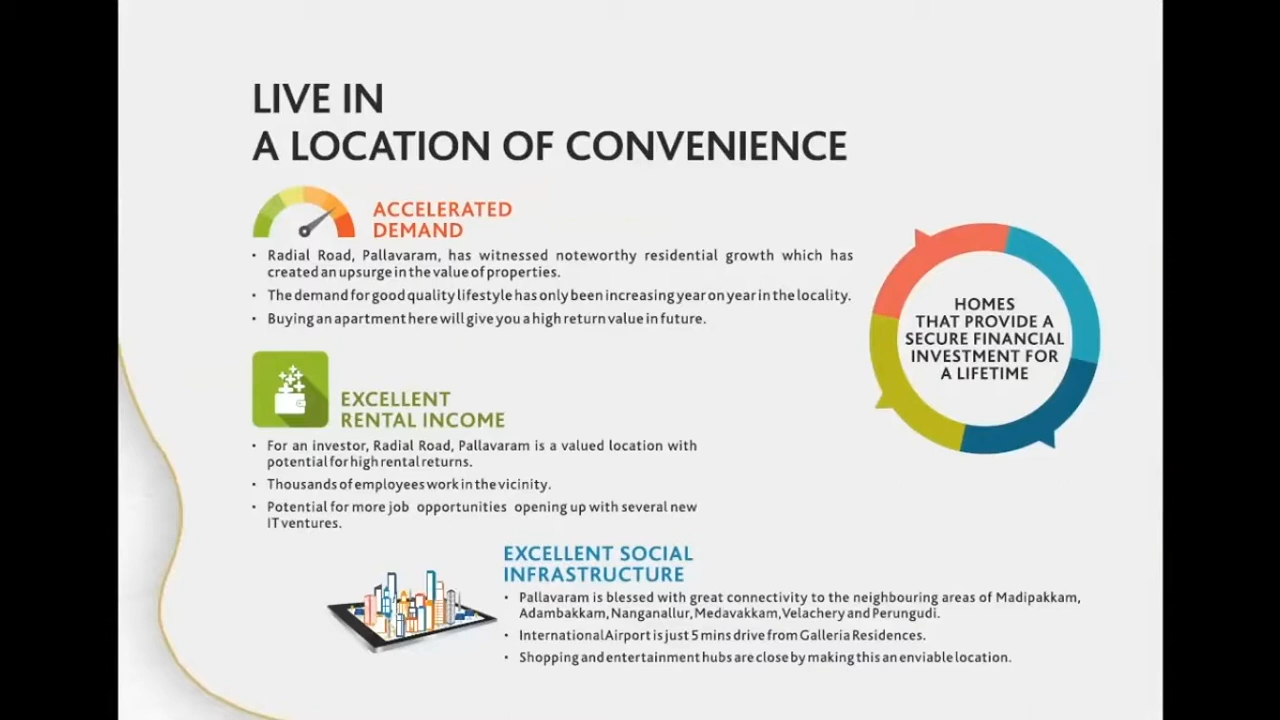 LIVE IN
A LOCATION OF CONVENIENCE
ACCELERATED
DEMAND
• Radial Road, Pallavaram, has witnessed noteworthy residential growth which has
created an upsurge in the value of properties.
• The demand for good quality lifestyle has only been increasing year on year in the locality.
• Buying an apartment here will give you a high return value in future.
HOMES
THAT PROVIDE A
SECURE FINANCIAL
INVESTMENT FOR
A LIFETIME
EXCELLENT
RENTAL INCOME
• For an investor, Radial Road, Pallavaram is a valued location with
potential for high rental returns.
• Thousands of employees work in the vicinity.
• Potential for more job opportunities opening up with several new
IT ventures.
EXCELLENT SOCIAL
INFRASTRUCTURE
• Pallavaram is blessed with great connectivity to the neighbouring areas of Madipakkam,
Adambakkam, Nanganallur, Medavakkam, Velachery and Perungudi.
• International Airport is just 5 mins drive from Galleria Residences.
• Shopping and entertainment hubs are close by making this an enviable location.